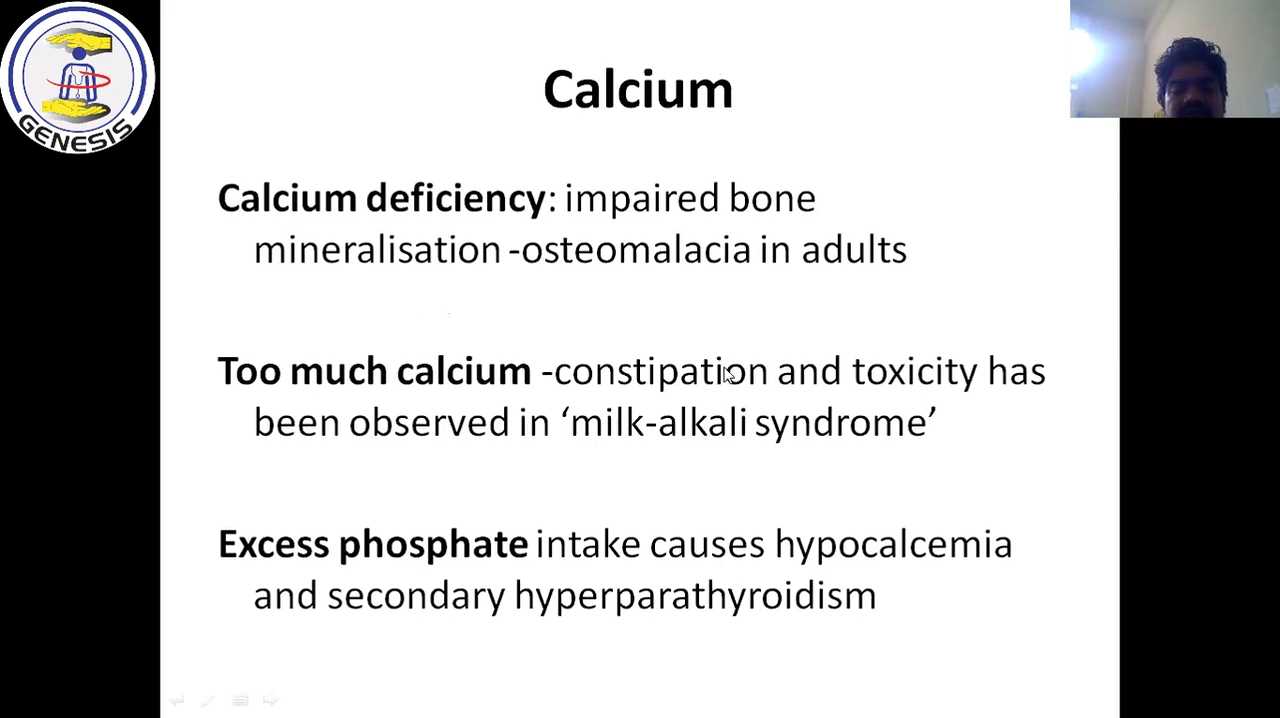 GENESIS
Calcium
Calcium deficiency: impaired bone
mineralisation -osteomalacia in adults
Too much calcium -constipation and toxicity has
been observed in ‘milk-alkali syndrome’
Excess phosphate intake causes hypocalcemia
and secondary hyperparathyroidism